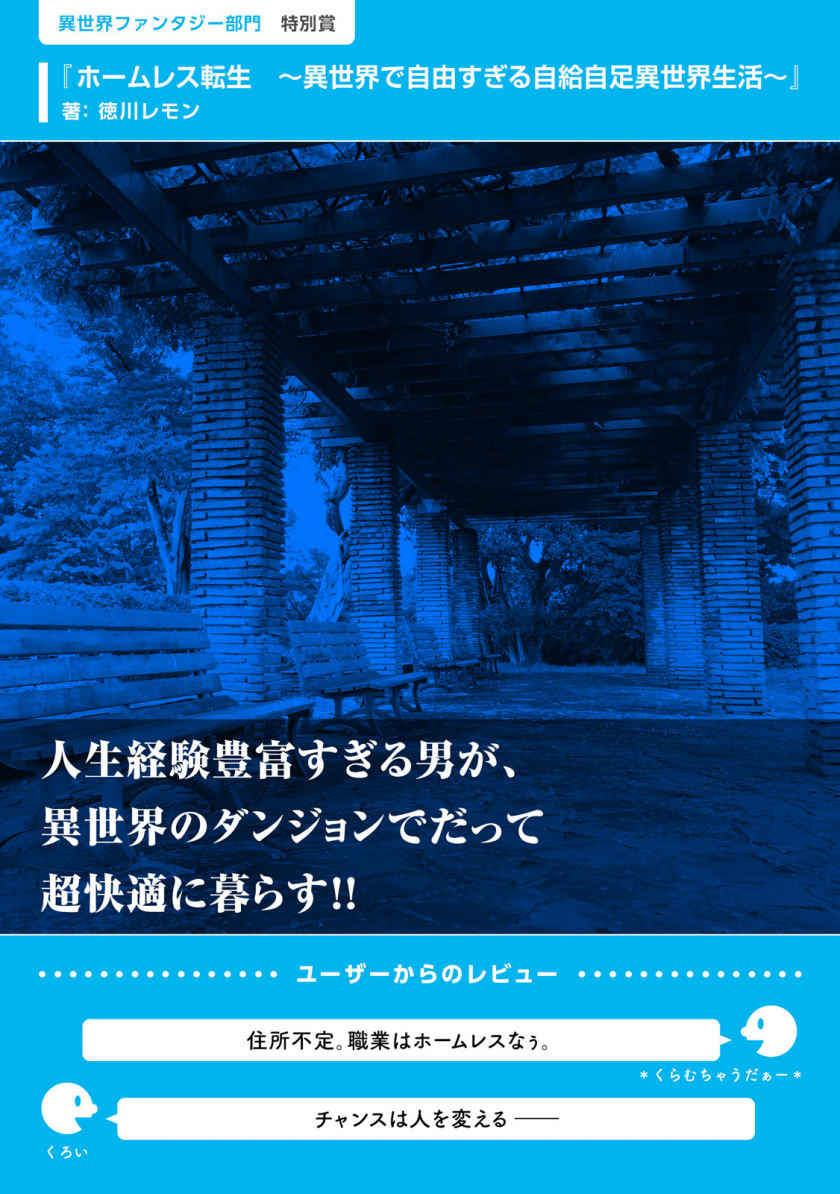 異世界ファンタジー部門　特別賞
『ホームレス転生　～異世界で自由すぎる自給自足異世界生活～』
著: 徳川レモン
人生経験豊富すぎる男が、
異世界のダンジョンでだって
超快適に暮らす!!
ユーザーからのレビュー
住所不定。職業はホームレスなぅ。
＊くらむちゃうだぁー＊
チャンスは人を変える ――
くろい